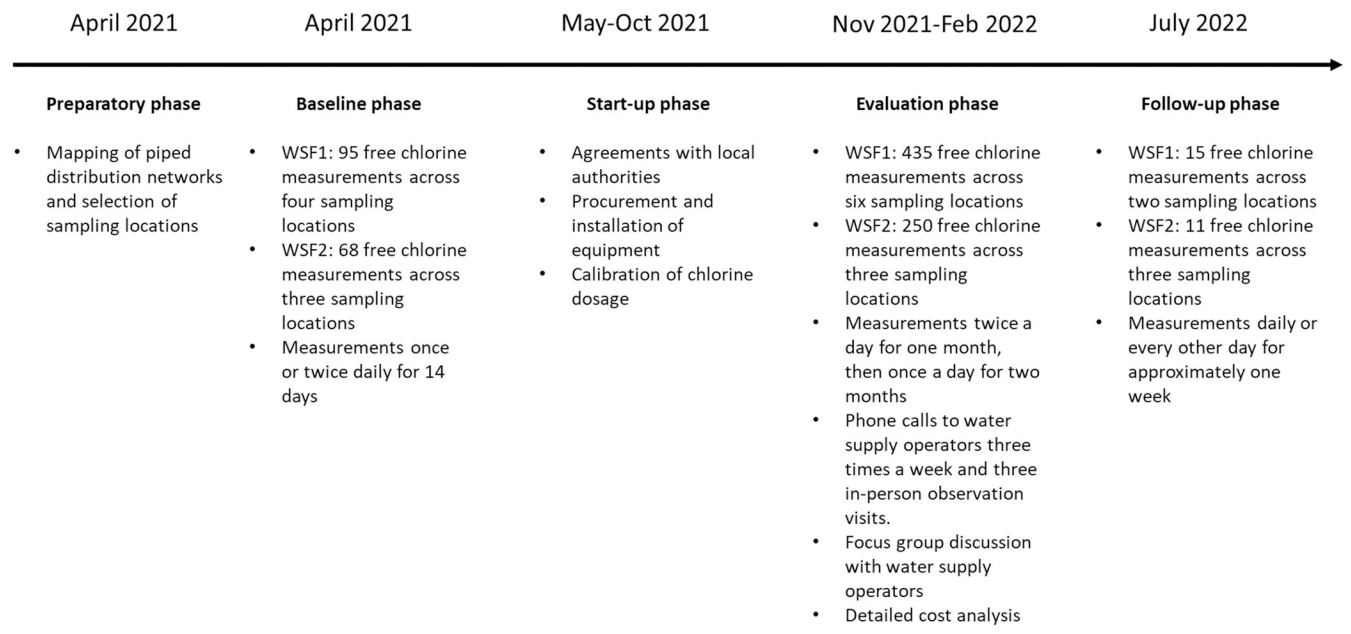 April 2021
April 2021
May-Oct 2021
Nov 2021-Feb 2022
July 2022
Preparatory phase
• Mapping of piped
distribution networks
and selection of
sampling locations
Baseline phase
• WSF1: 95 free chlorine
measurements across
four sampling
locations
• WSF2: 68 free chlorine
measurements across
three sampling
locations
• Measurements once
or twice daily for 14
days
Start-up phase
• Agreements with local
authorities
• Procurement and
installation of
equipment
• Calibration of chlorine
dosage
Evaluation phase
• WSF1: 435 free chlorine
measurements across
six sampling locations
• WSF2: 250 free chlorine
measurements across
three sampling
locations
• Measurements twice a
day for one month,
then once a day for two
months
• Phone calls to water
supply operators three
times a week and three
in-person observation
visits.
• Focus group discussion
with water supply
operators
• Detailed cost analysis
Follow-up phase
• WSF1: 15 free chlorine
measurements across
two sampling locations
• WSF2: 11 free chlorine
measurements across
three sampling
locations
• Measurements daily or
every other day for
approximately one
week